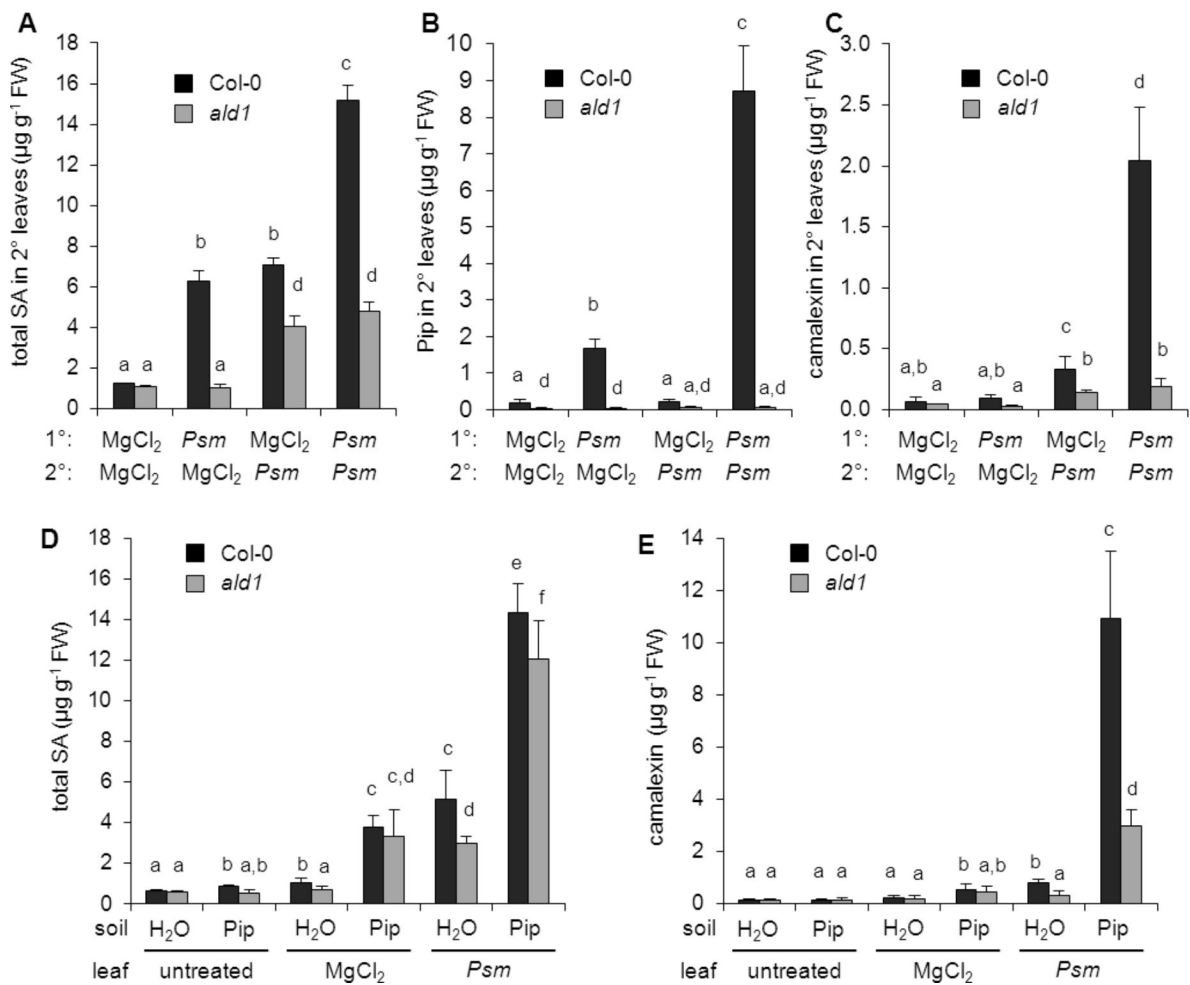 A
total SA in 2° leaves (µg g⁻¹ FW)
18
16
14
12
10
8
6
4
2
0
Col-0
ald1
a a
b
a
b
d
c
d
1°: MgCl₂ Psm MgCl₂ Psm
2°: MgCl₂ MgCl₂ Psm Psm
B
Pip in 2° leaves (µg g⁻¹ FW)
10
9
8
7
6
5
4
3
2
1
0
Col-0
ald1
a
d
b
d
a
a,d
c
a,d
1°: MgCl₂ Psm MgCl₂ Psm
2°: MgCl₂ MgCl₂ Psm Psm
C
camalexin in 2° leaves (µg g⁻¹ FW)
3.0
2.5
2.0
1.5
1.0
0.5
0.0
Col-0
ald1
a,b
a
a,b
a
c
b
d
b
1°: MgCl₂ Psm MgCl₂ Psm
2°: MgCl₂ MgCl₂ Psm Psm
D
total SA (µg g⁻¹ FW)
18
16
14
12
10
8
6
4
2
0
Col-0
ald1
a a
b a,b
b a
c c,d
c
d
e
f
soil H₂O Pip H₂O Pip H₂O Pip
leaf untreated MgCl₂ Psm
E
camalexin (µg g⁻¹ FW)
14
12
10
8
6
4
2
0
Col-0
ald1
a a
a a
a a
b a,b
b a
c
d
soil H₂O Pip H₂O Pip H₂O Pip
leaf untreated MgCl₂ Psm